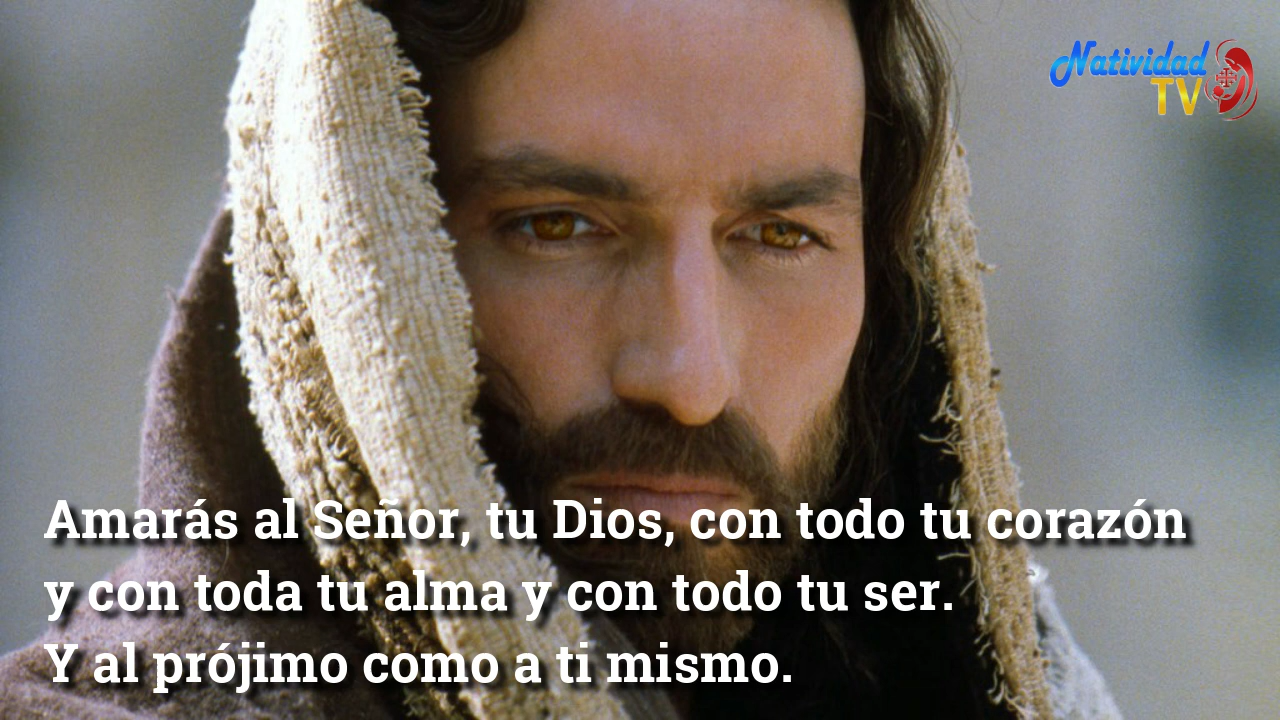 Natividad
TV
Amarás al Señor, tu Dios, con todo tu corazón
y con toda tu alma y con todo tu ser.
Y al prójimo como a ti mismo.